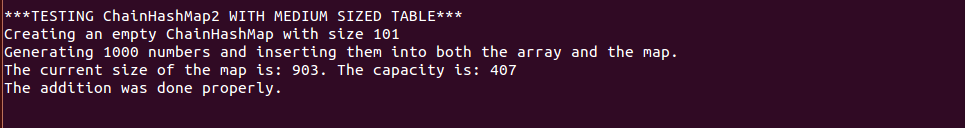 ***TESTING ChainHashMap2 WITH MEDIUM SIZED TABLE***
Creating an empty ChainHashMap with size 101
Generating 1000 numbers and inserting them into both the array and the map.
The current size of the map is: 903. The capacity is: 407
The addition was done properly.